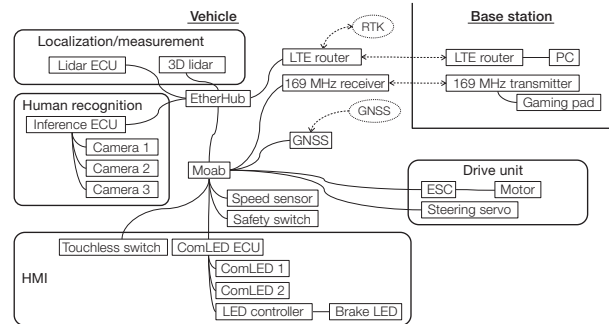 Vehicle
Base station
RTK
Localization/measurement
Lidar ECU
3D lidar
LTE router
LTE router
PC
169 MHz receiver
169 MHz transmitter
Gaming pad
EtherHub
Human recognition
Inference ECU
Camera 1
Camera 2
Camera 3
GNSS
GNSS
Moab
Drive unit
ESC
Motor
Steering servo
Speed sensor
Safety switch
Touchless switch
ComLED ECU
HMI
ComLED 1
ComLED 2
LED controller
Brake LED